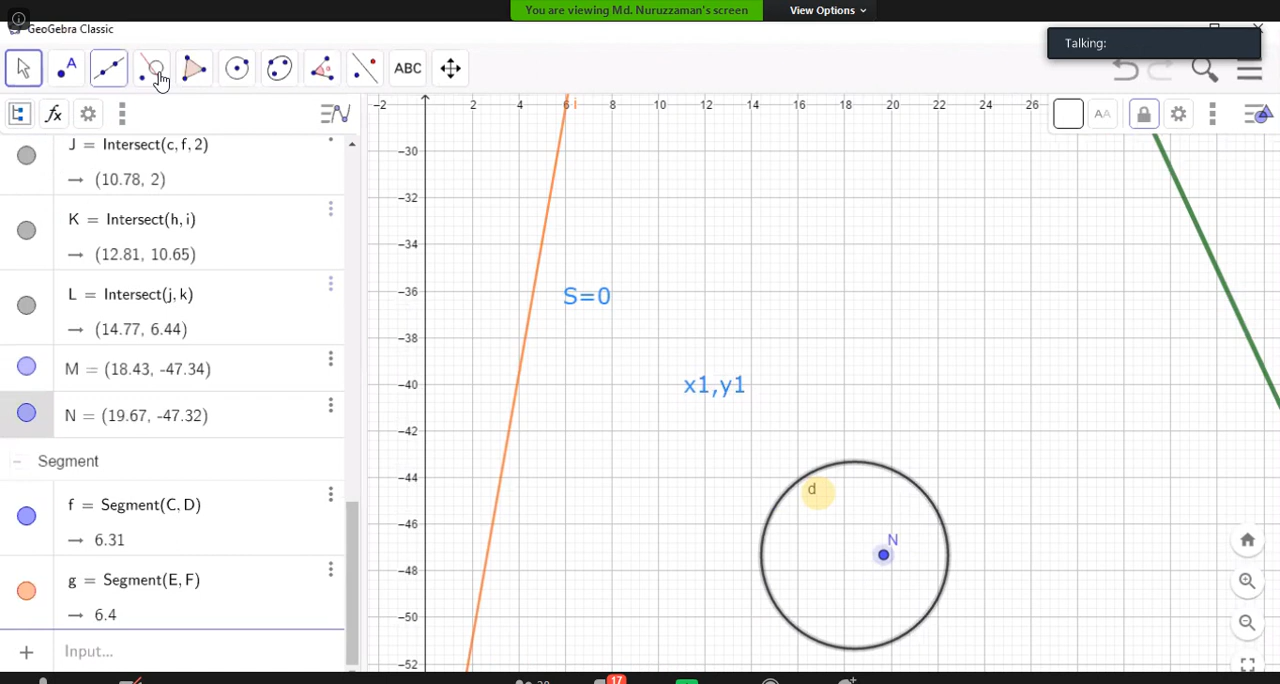 You are viewing Md. Nuruzzaman's screen
View Options
GeoGebra Classic
Talking:
A
ABC
fx
AA
J = Intersect(c, f, 2)
→ (10.78, 2)
K = Intersect(h, i)
→ (12.81, 10.65)
L = Intersect(j, k)
→ (14.77, 6.44)
M = (18.43, -47.34)
N = (19.67, -47.32)
Segment
f = Segment(C, D)
→ 6.31
g = Segment(E, F)
→ 6.4
Input...
−2 2 4 6 8 10 12 14 16 18 20 22 24 26
i
−30
−32
−34
−36
−38
−40
−42
−44
−46
−48
−50
−52
S=0
x1,y1
d
N
17